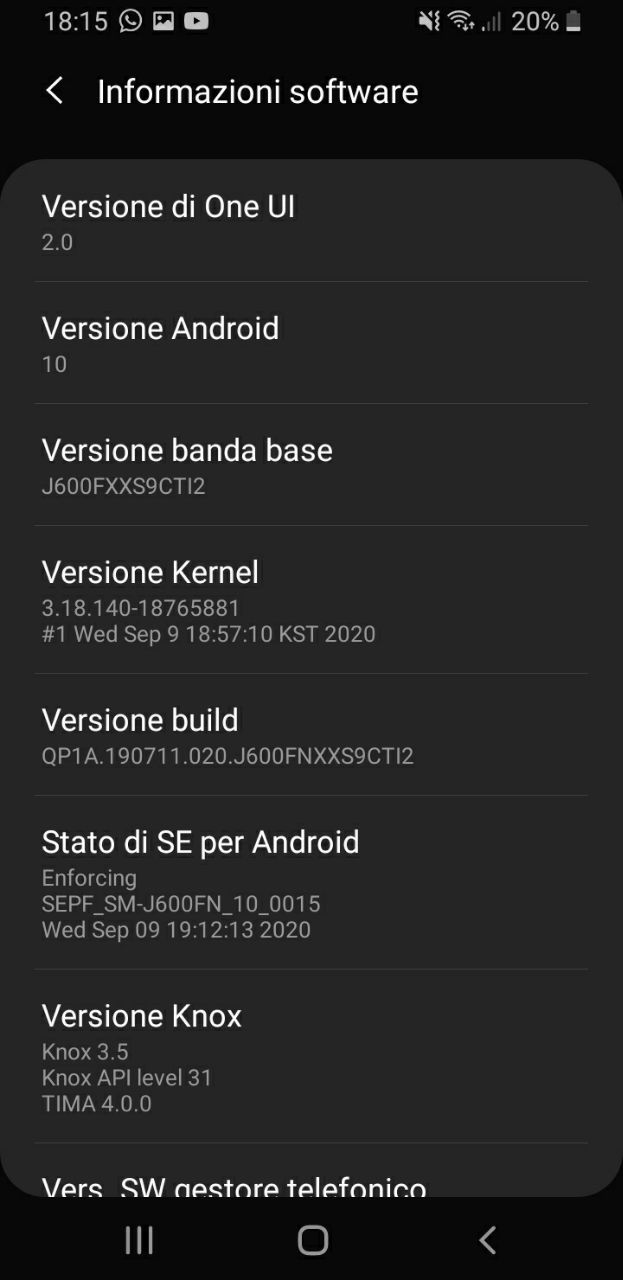 18:15 20%
Informazioni software
Versione di One UI
2.0
Versione Android
10
Versione banda base
J600FXXS9CTI2
Versione Kernel
3.18.140-18765881
#1 Wed Sep 9 18:57:10 KST 2020
Versione build
QP1A.190711.020.J600FNXXS9CTI2
Stato di SE per Android
Enforcing
SEPF_SM-J600FN_10_0015
Wed Sep 09 19:12:13 2020
Versione Knox
Knox 3.5
Knox API level 31
TIMA 4.0.0
Vers. SW gestore telefonico